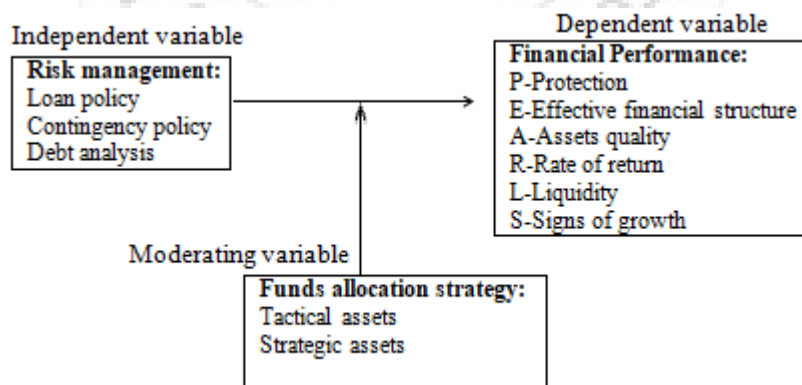 Independent variable
Risk management:
Loan policy
Contingency policy
Debt analysis
Dependent variable
Financial Performance:
P-Protection
E-Effective financial structure
A-Assets quality
R-Rate of return
L-Liquidity
S-Signs of growth
Moderating variable
Funds allocation strategy:
Tactical assets
Strategic assets